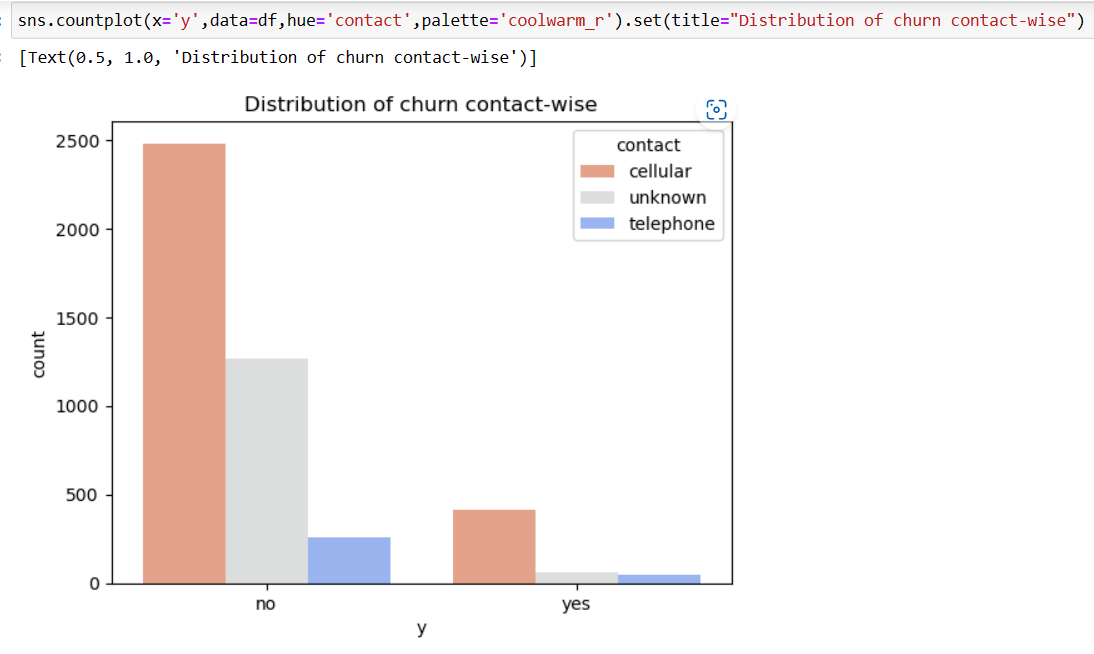 sns.countplot(x='y',data=df,hue='contact',palette='coolwarm_r').set(title="Distribution of churn contact-wise")
[Text(0.5, 1.0, 'Distribution of churn contact-wise')]
Distribution of churn contact-wise
contact
cellular
unknown
telephone
2500
2000
1500
1000
500
0
count
no
yes
y